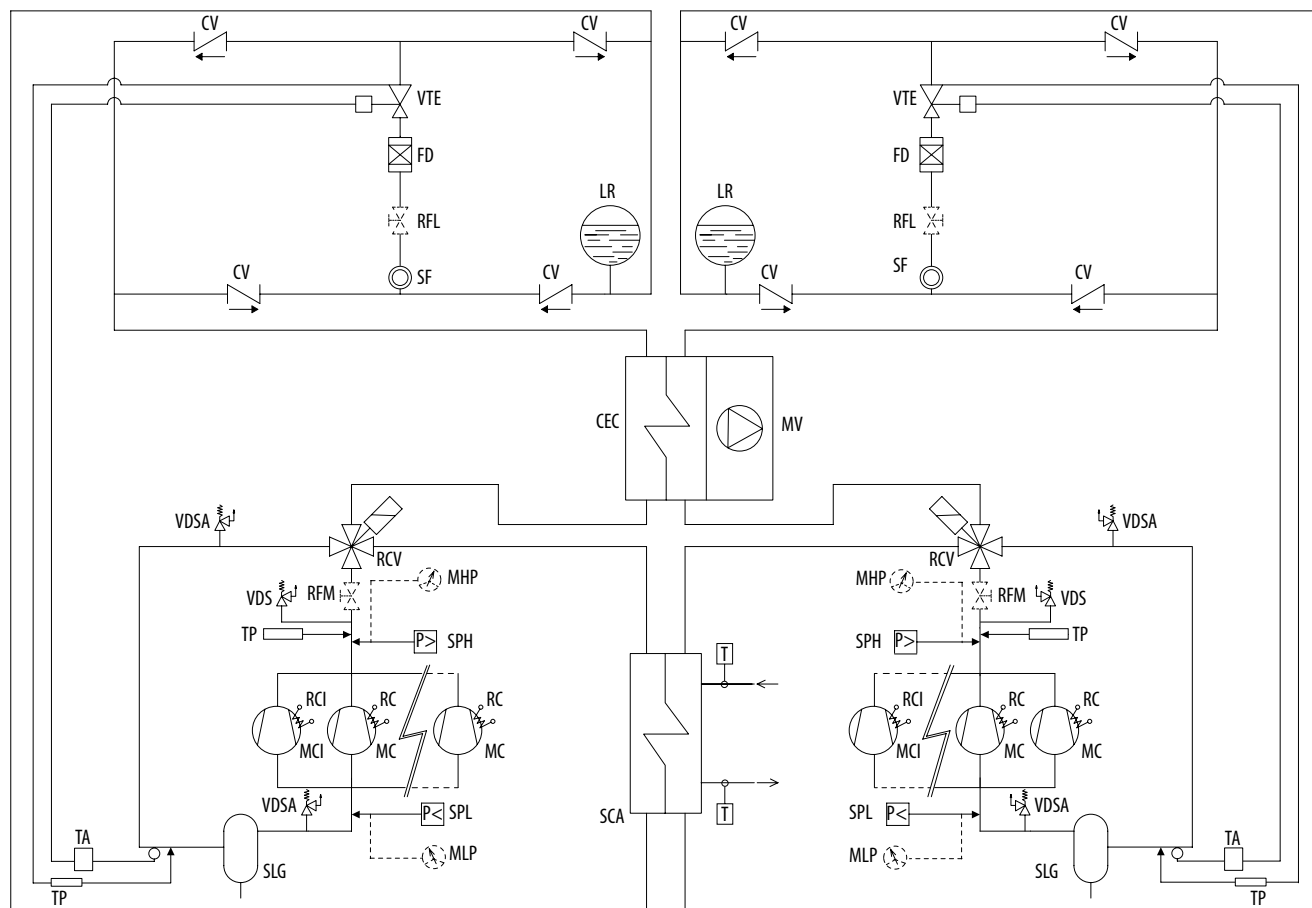 CV CV CV CV
VTE VTE
FD FD
LR LR
RFL RFL
CV CV CV CV
SF SF
CEC MV
VDSA VDSA
RCV RCV
RFM MHP MHP RFM
VDS VDS
TP SPH SPH TP
P> P>
T
RCI RC RC RCI RC RC
MCI MC MC MCI MC MC
VDSA P< SPL SCA T SPL P< VDSA
TA TA
MLP MLP
SLG SLG
TP TP